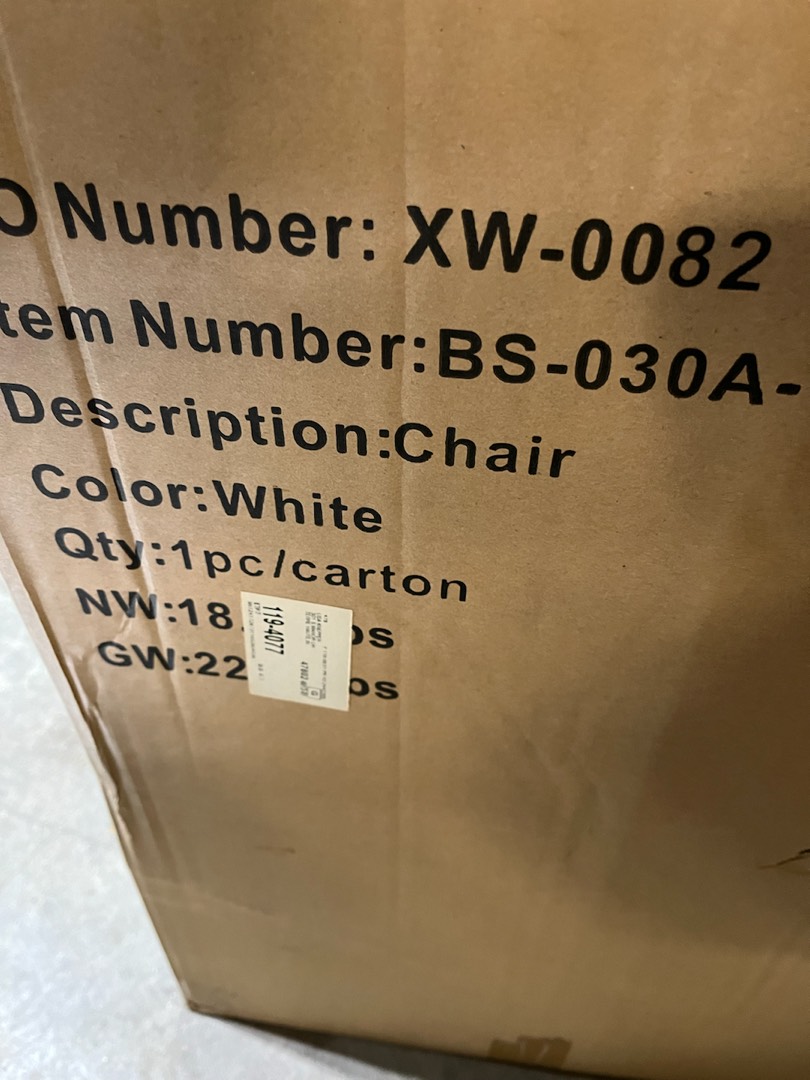 O Number: XW-0082
tem Number:BS-030A-
Description:Chair
Color:White
Qty:1pc/carton
NW:18
GW:22
119-4077